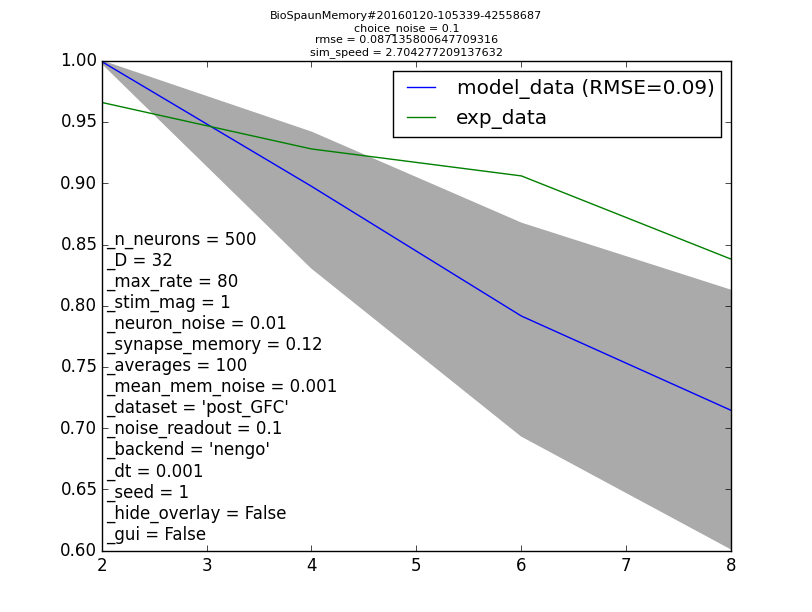 BioSpaunMemory#20160120-105339-42558687
choice_noise = 0.1
rmse = 0.087135800647709316
sim_speed = 2.704277209137632
1.00
model_data (RMSE=0.09)
exp_data
0.95
0.90
0.85
_n_neurons = 500
_D = 32
_max_rate = 80
0.80
_stim_mag = 1
_neuron_noise = 0.01
_synapse_memory = 0.12
0.75
_averages = 100
_mean_mem_noise = 0.001
_dataset = 'post_GFC'
0.70
_noise_readout = 0.1
_backend = 'nengo'
_dt = 0.001
0.65
_seed = 1
_hide_overlay = False
_gui = False
0.60
2 3 4 5 6 7 8